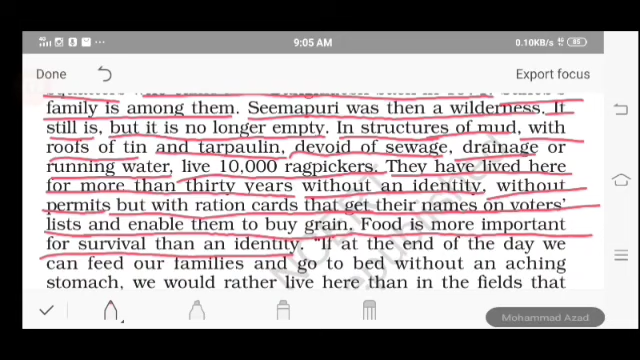 9:05 AM 0.10KB/s
Done Export focus
family is among them. Seemapuri was then a wilderness. It
still is, but it is no longer empty. In structures of mud, with
roofs of tin and tarpaulin, devoid of sewage, drainage or
running water, live 10,000 ragpickers. They have lived here
for more than thirty years without an identity, without
permits but with ration cards that get their names on voters'
lists and enable them to buy grain. Food is more important
for survival than an identity. "If at the end of the day we
can feed our families and go to bed without an aching
stomach, we would rather live here than in the fields that
Mohammad Azad